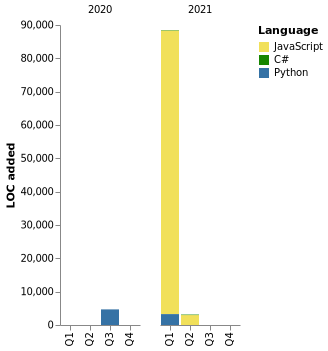 2020 2021
Language
JavaScript
C#
Python
LOC added
90,000
80,000
70,000
60,000
50,000
40,000
30,000
20,000
10,000
0
Q1 Q2 Q3 Q4 Q1 Q2 Q3 Q4